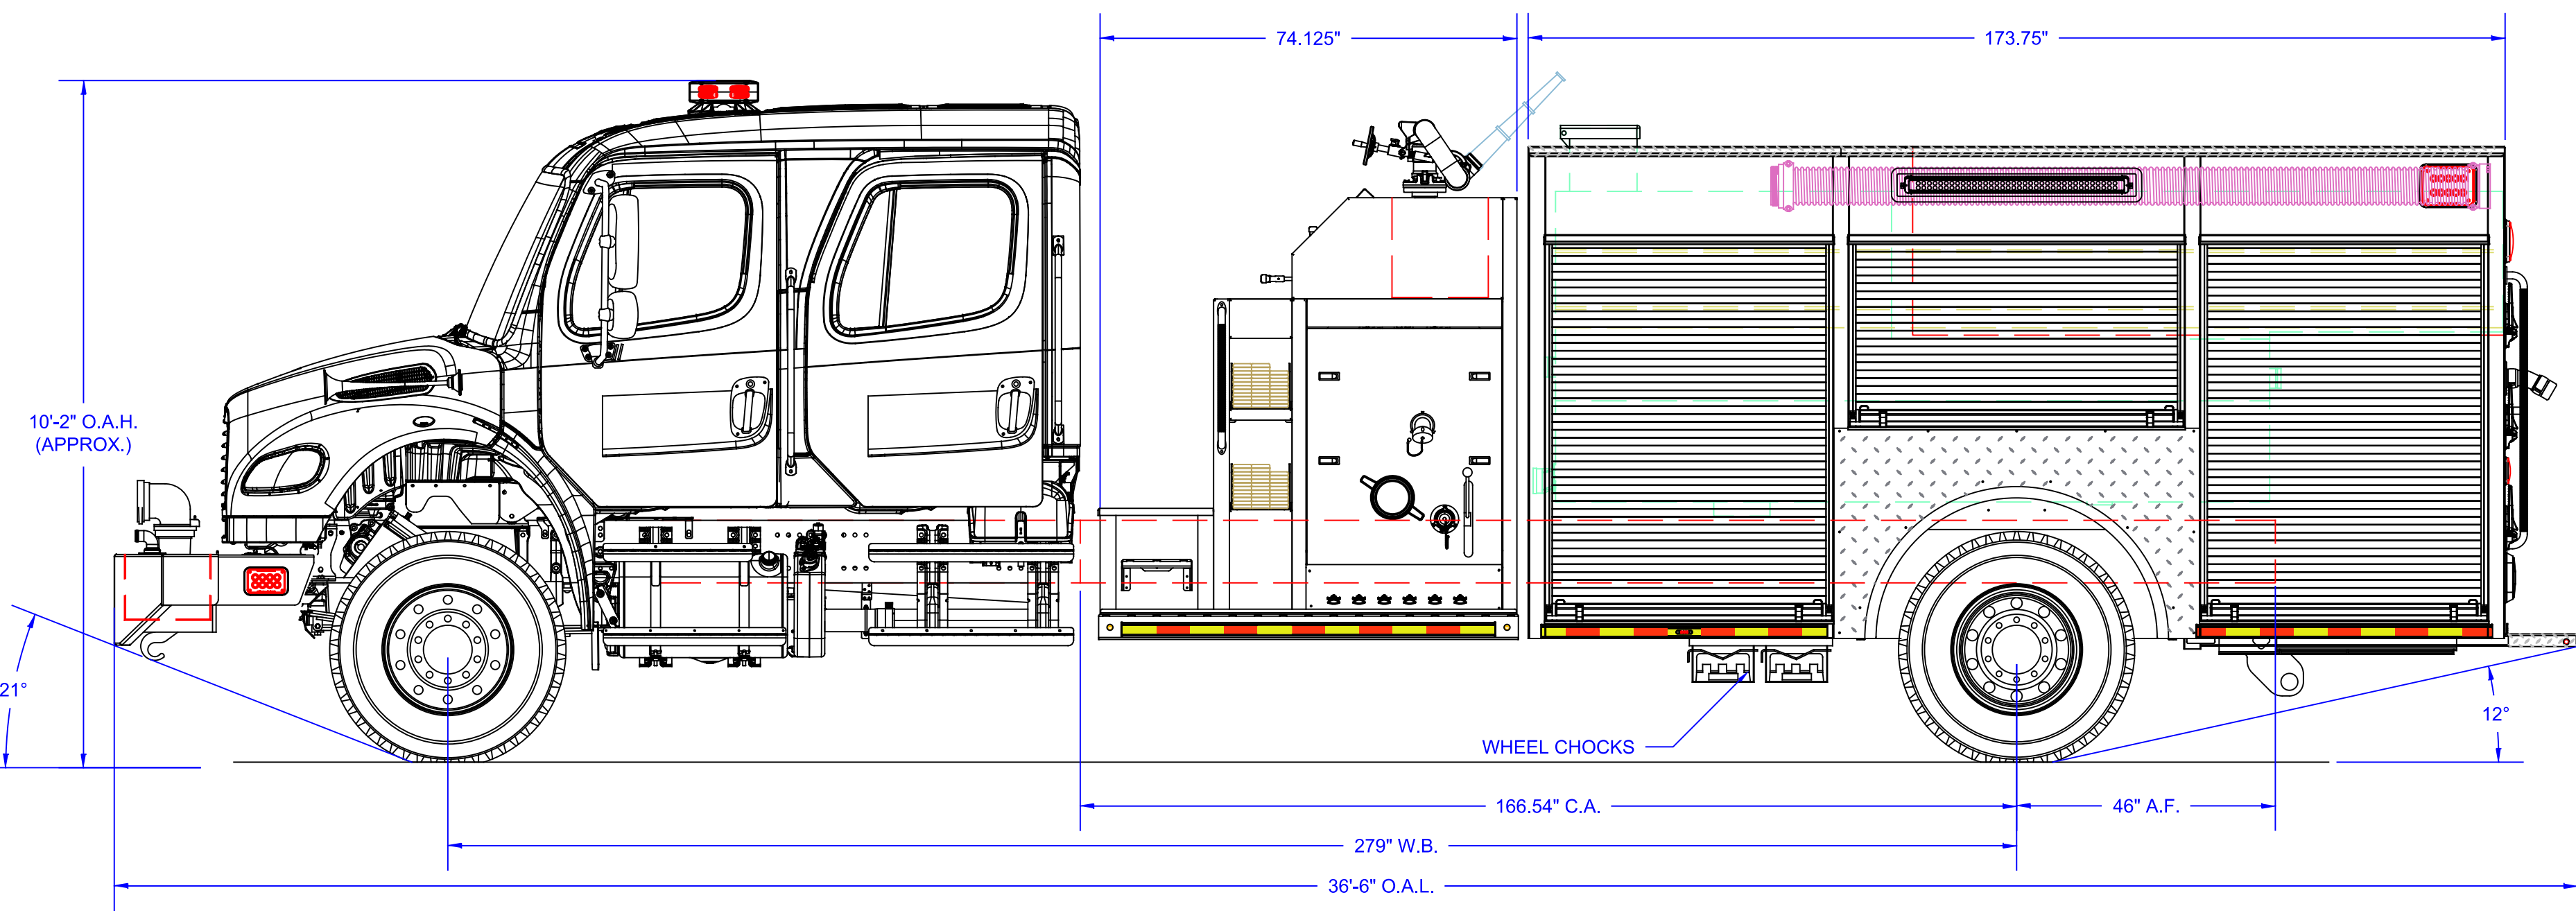 74.125"
173.75"
10'-2" O.A.H.
(APPROX.)
21°
12°
WHEEL CHOCKS
166.54" C.A.
46" A.F.
279" W.B.
36'-6" O.A.L.